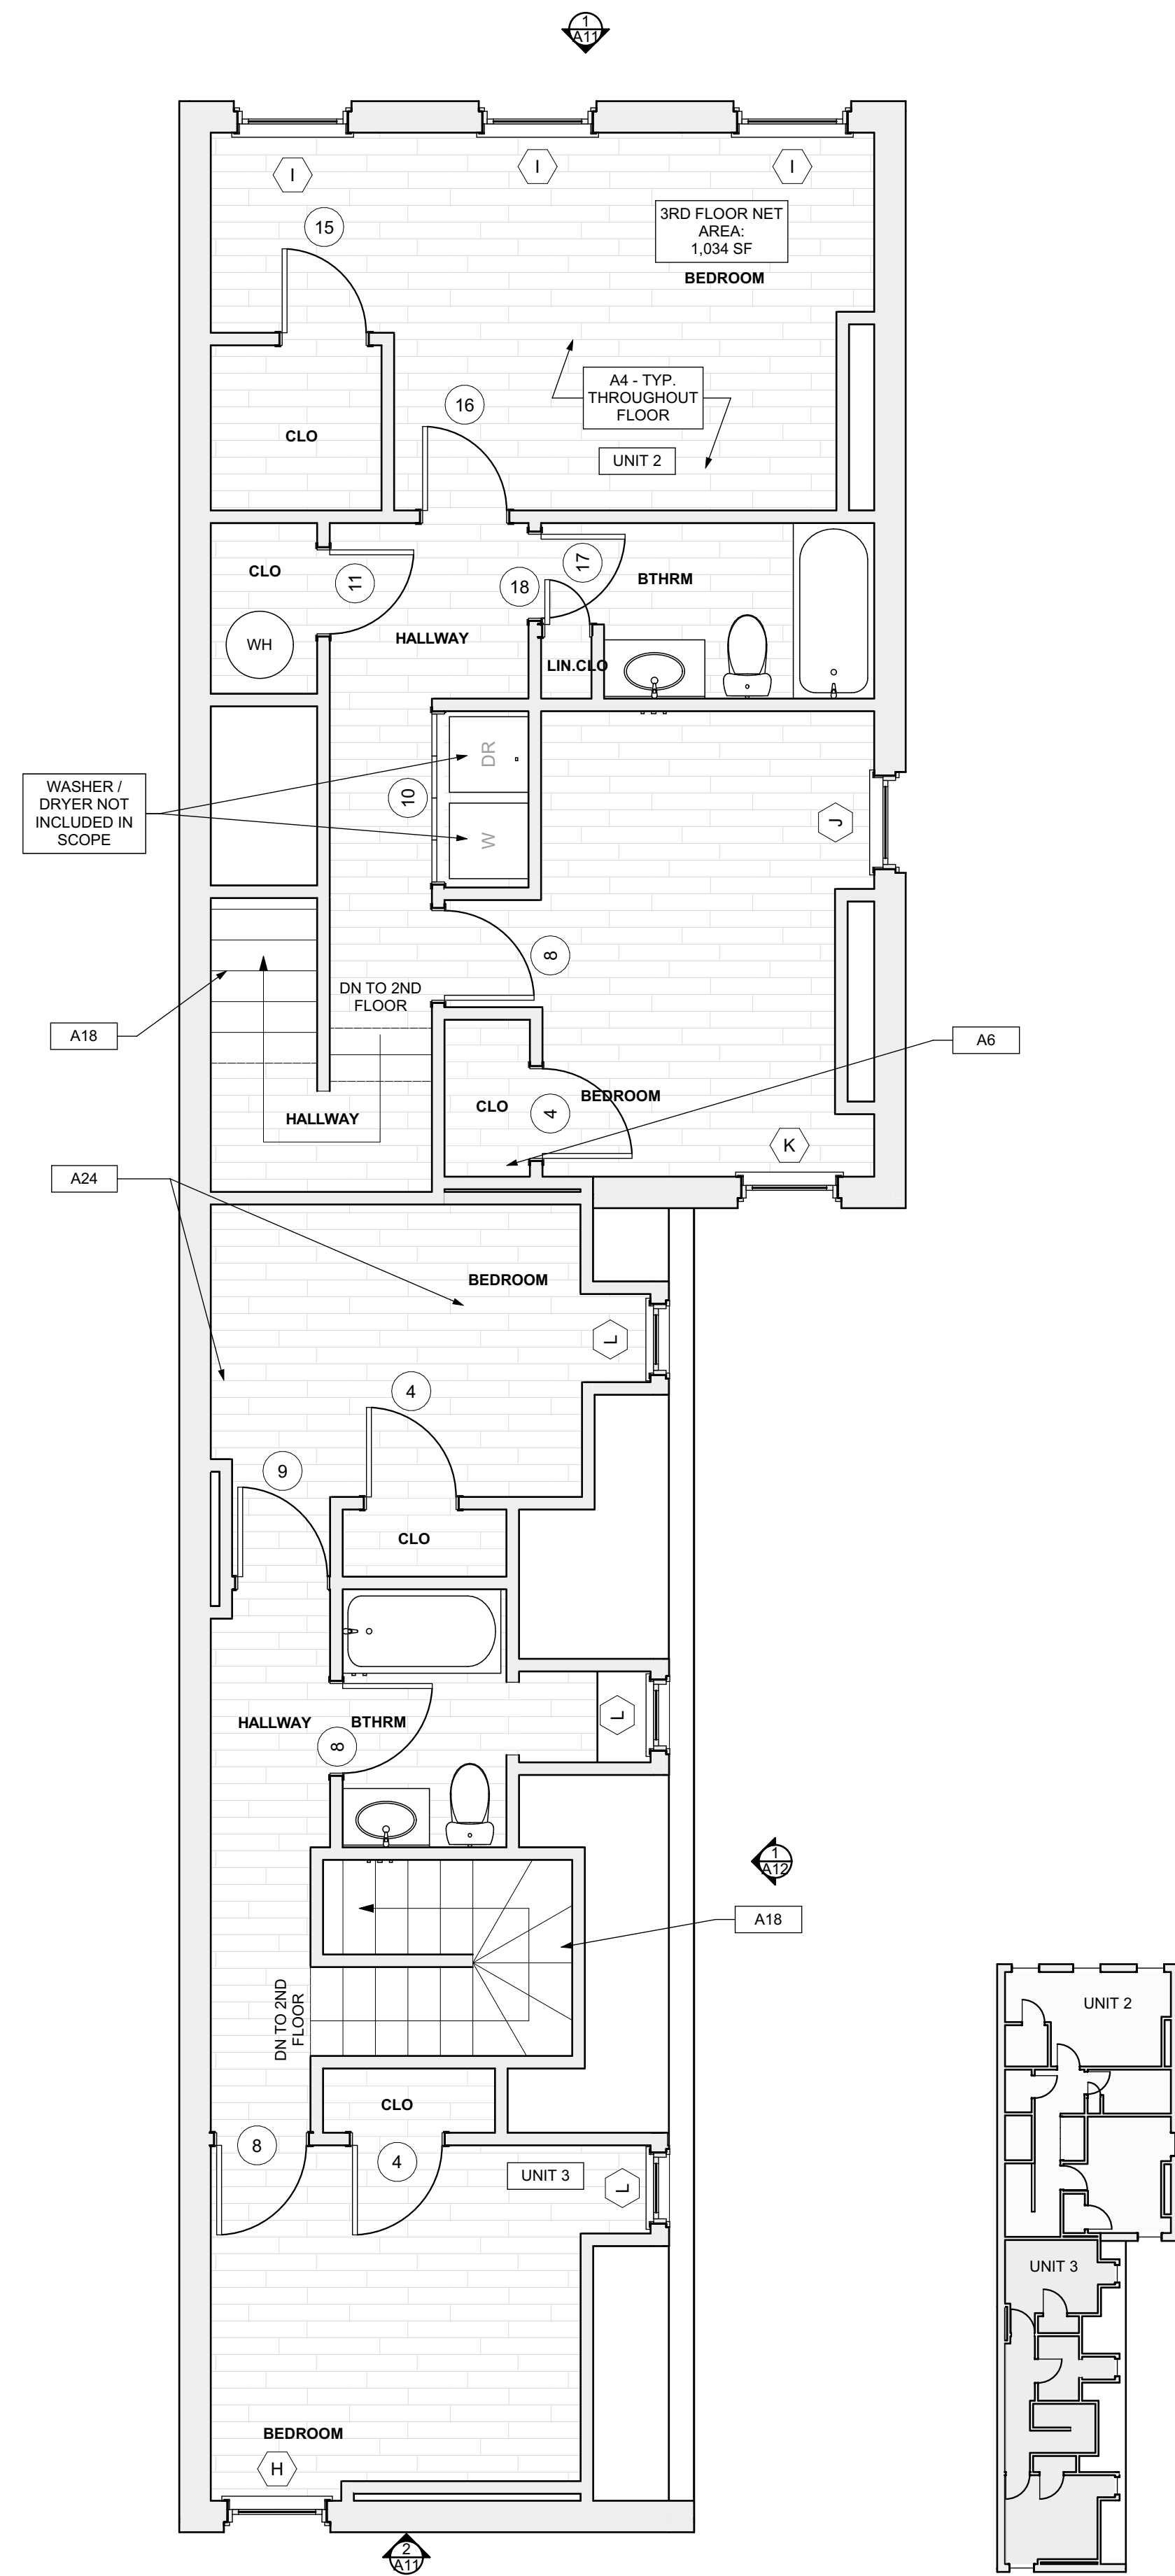 1
A11
I
I
I
15
3RD FLOOR NET
AREA:
1,034 SF
BEDROOM
A4 - TYP.
THROUGHOUT
FLOOR
16
CLO
UNIT 2
CLO
11
17
18
BTHRM
WH
HALLWAY
LIN.CLO
DR
WASHER /
DRYER NOT
INCLUDED IN
SCOPE
10
W
J
8
DN TO 2ND
FLOOR
A18
A6
BEDROOM
CLO
4
HALLWAY
K
A24
BEDROOM
L
4
9
CLO
HALLWAY
BTHRM
L
8
1
A12
A18
DN TO 2ND
FLOOR
UNIT 2
CLO
8
4
UNIT 3
L
UNIT 3
BEDROOM
H
2
A11